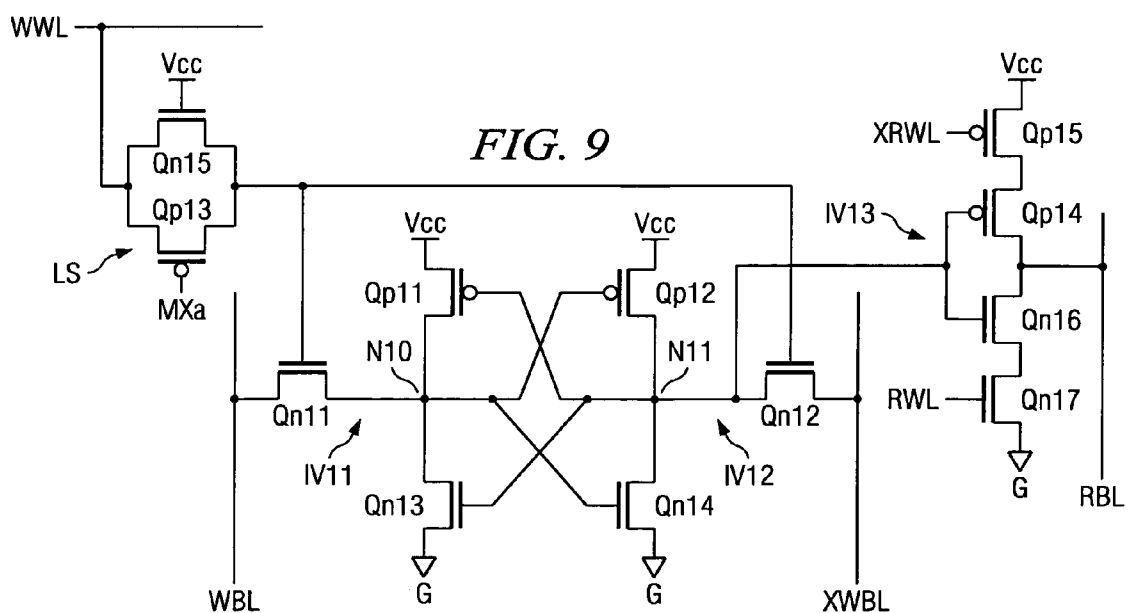 WWL
Vcc
Vcc
FIG. 9
XRWL
Qp15
Qn15
Qp13
IV13
Qp14
Vcc
Vcc
LS
Qp11
Qp12
MXa
Qn16
N10
N11
Qn11
Qn12
RWL
Qn17
IV11
IV12
Qn13
Qn14
G
RBL
G
G
WBL
XWBL